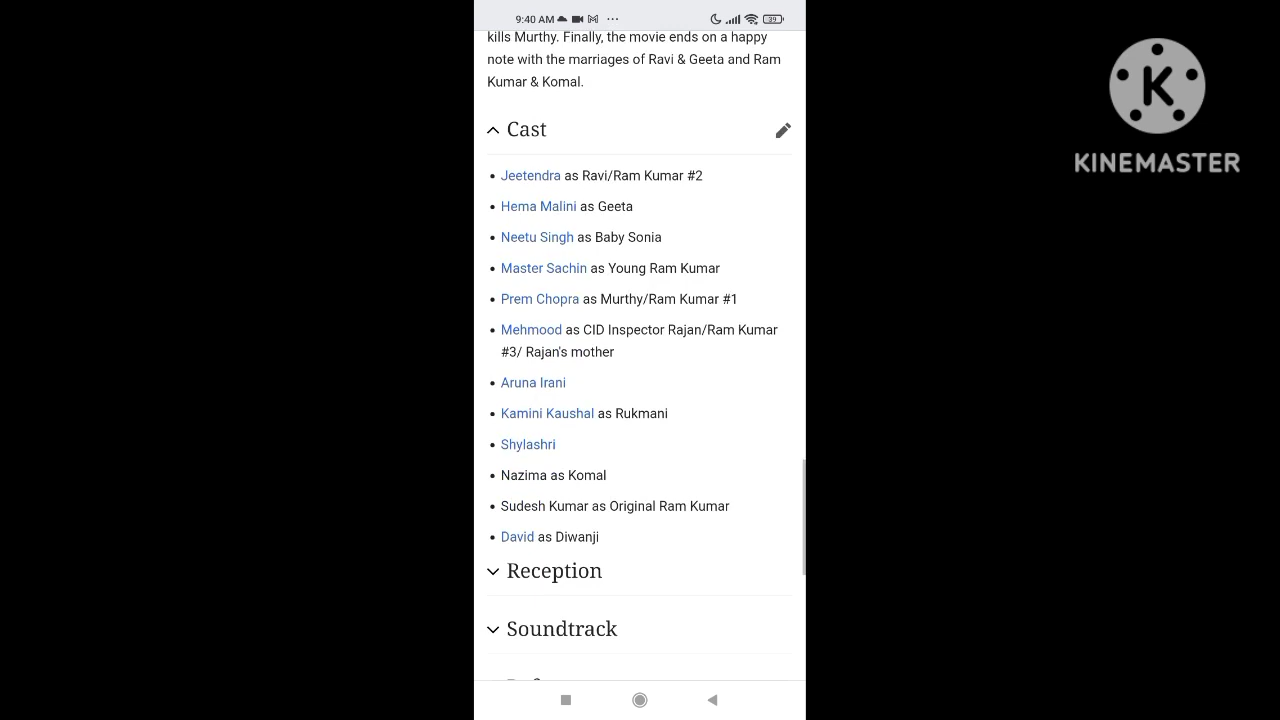 9:40 AM
39
kills Murthy. Finally, the movie ends on a happy
note with the marriages of Ravi & Geeta and Ram
Kumar & Komal.
Cast
Jeetendra as Ravi/Ram Kumar #2
Hema Malini as Geeta
Neetu Singh as Baby Sonia
Master Sachin as Young Ram Kumar
Prem Chopra as Murthy/Ram Kumar #1
Mehmood as CID Inspector Rajan/Ram Kumar
#3/ Rajan's mother
Aruna Irani
Kamini Kaushal as Rukmani
Shylashri
Nazima as Komal
Sudesh Kumar as Original Ram Kumar
David as Diwanji
Reception
Soundtrack
K
KINEMASTER